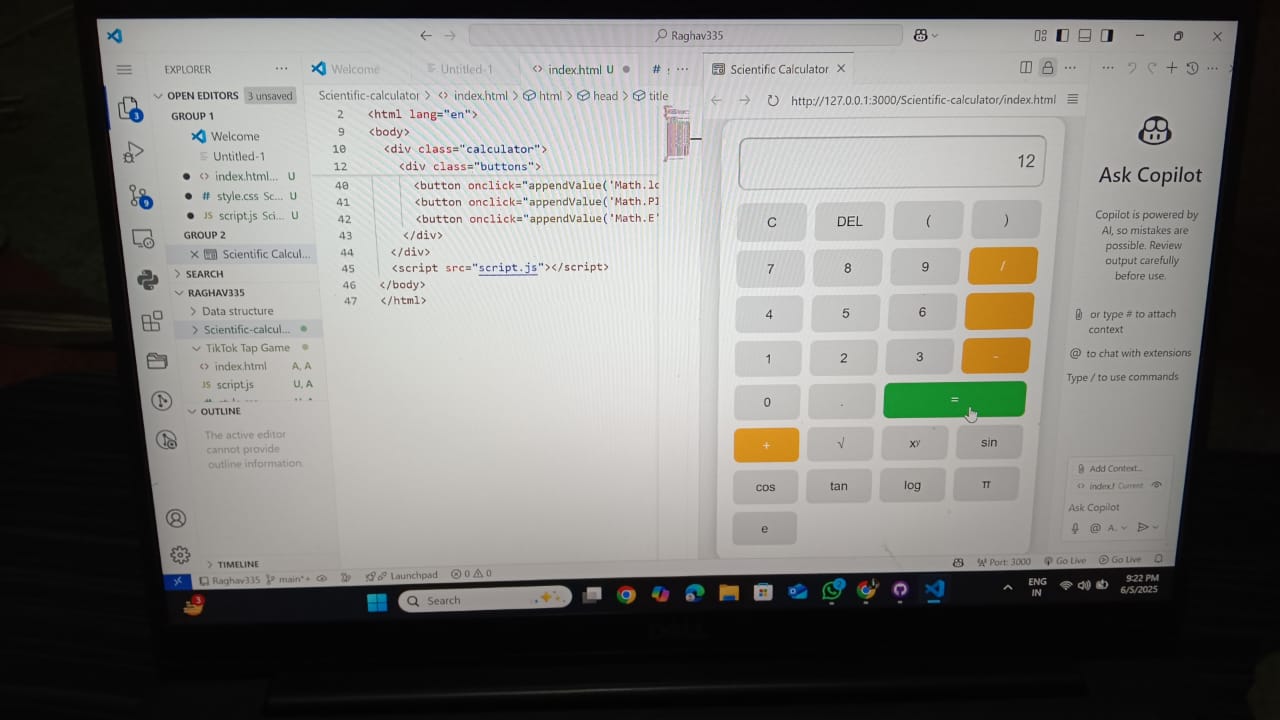 Raghav335
EXPLORER
OPEN EDITORS 3 unsaved
GROUP 1
Welcome
Untitled-1
index.html... U
# style.css Sc... U
JS script.js Sci... U
GROUP 2
Scientific Calcul...
SEARCH
RAGHAV335
Data structure
Scientific-calcul...
TikTok Tap Game
<> index.html A, A
JS script.js U, A
OUTLINE
The active editor
cannot provide
outline information.
TIMELINE
Welcome Untitled-1 <> index.html U #
Scientific-calculator > <> index.html > html > head > title
2 <html lang="en">
9 <body>
10 <div class="calculator">
12 <div class="buttons">
40 <button onclick="appendValue('Math.lo
41 <button onclick="appendValue('Math.PI
42 <button onclick="appendValue('Math.E'
43 </div>
44 </div>
45 <script src="script.js"></script>
46 </body>
47 </html>
Scientific Calculator
http://127.0.0.1:3000/Scientific-calculator/index.html
12
C DEL ( )
7 8 9 /
4 5 6
1 2 3 -
0 . =
+ √ xʸ sin
cos tan log π
e
Ask Copilot
Copilot is powered by
AI, so mistakes are
possible. Review
output carefully
before use.
or type # to attach
context
@ to chat with extensions
Type / to use commands
Add Context...
Current
Ask Copilot
Raghav335 main*+ Launchpad 0 0
Port: 3000 Go Live Go Live
Search
ENG
IN
9:22 PM
6/5/2025